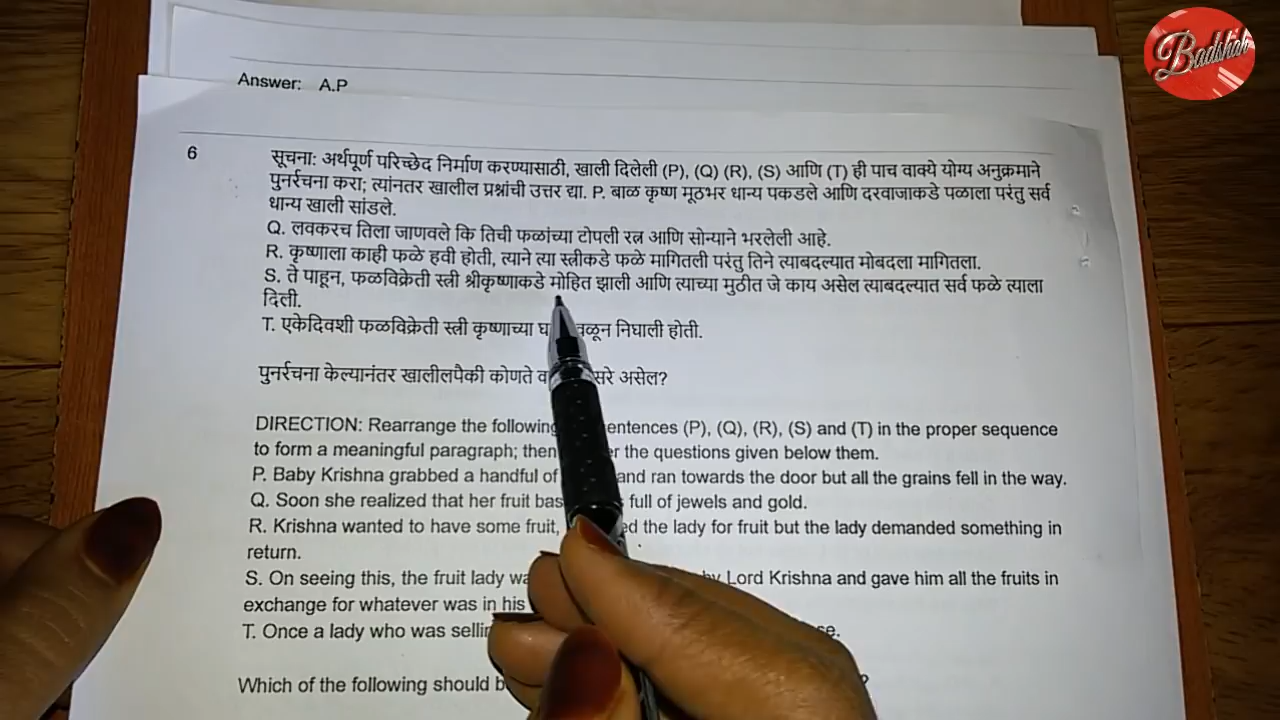 Badshah
Answer: A.P
6
सूचना: अर्थपूर्ण परिच्छेद निर्माण करण्यासाठी, खाली दिलेली (P), (Q) (R), (S) आणि (T) ही पाच वाक्ये योग्य अनुक्रमाने
पुनर्रचना करा; त्यांनतर खालील प्रश्नांची उत्तर द्या. P. बाळ कृष्ण मूठभर धान्य पकडले आणि दरवाजाकडे पळाला परंतु सर्व
धान्य खाली सांडले.
Q. लवकरच तिला जाणवले कि तिची फळांच्या टोपली रत्न आणि सोन्याने भरलेली आहे.
R. कृष्णाला काही फळे हवी होती, त्याने त्या स्त्रीकडे फळे मागितली परंतु तिने त्याबदल्यात मोबदला मागितला.
S. ते पाहून, फळविक्रेती स्त्री श्रीकृष्णाकडे मोहित झाली आणि त्याच्या मुठीत जे काय असेल त्याबदल्यात सर्व फळे त्याला
दिली.
T. एकेदिवशी फळविक्रेती स्त्री कृष्णाच्या निघाली होती.
पुनर्रचना केल्यानंतर खालीलपैकी कोणते असेल?
DIRECTION: Rearrange the following (P), (Q), (R), (S) and (T) in the proper sequence
to form a meaningful paragraph; then the questions given below them.
P. Baby Krishna grabbed a handful of and ran towards the door but all the grains fell in the way.
Q. Soon she realized that her fruit full of jewels and gold.
R. Krishna wanted to have some fruit, the lady for fruit but the lady demanded something in
return.
S. On seeing this, the fruit lady Lord Krishna and gave him all the fruits in
exchange for whatever was in his
T. Once a lady who was
Which of the following should